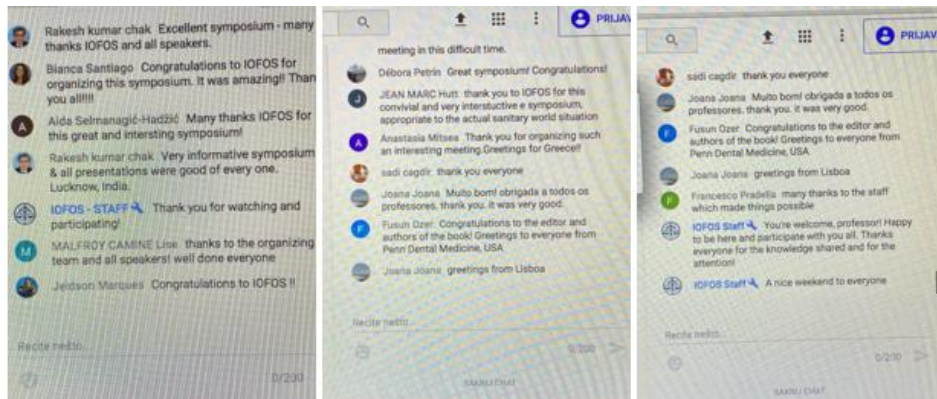 Rakesh kumar chak Excellent symposium - many
thanks IOFOS and all speakers.
Bianca Santiago Congratulations to IOFOS for
organizing this symposium. It was amazing!! Than
you all!!!!!
A
Aida Selmanagić-Hadžić Many thanks IOFOS for
this great and intersting symposium!
Rakesh kumar chak Very informative symposium
& all presentations were good of every one.
Lucknow, India.
IOFOS - STAFF Thank you for watching and
participating!
M
MALFROY CAMINE Lise thanks to the organizing
team and all speakers! well done everyone
Jeidson Marques Congratulations to IOFOS !!
Recite nešto...
0/200
PRIJAV
meeting in this difficult time.
Débora Petrin Great symposium! Congratulations!
J
JEAN MARC Hutt thank you to IOFOS for this
convivial and very interstuctive e symposium,
appropriate to the actual sanitary world situation
A
Anastasia Mitsea Thank you for organizing such
an interesting meeting.Greetings for Greece!!
sadi cagdir thank you everyone
Joana Joana Muito bom! obrigada a todos os
professores. thank you. it was very good.
F
Fusun Ozer Congratulations to the editor and
authors of the book! Greetings to everyone from
Penn Dental Medicine, USA
Joana Joana greetings from Lisboa
Recite nešto...
0/200
SAKRIJ CHAT
PRIJAV
sadi cagdir thank you everyone
Joana Joana Muito bom! obrigada a todos os
professores. thank you. it was very good.
F
Fusun Ozer Congratulations to the editor and
authors of the book! Greetings to everyone from
Penn Dental Medicine, USA
Joana Joana greetings from Lisboa
F
Francesco Pradella many thanks to the staff
which made things possible
IOFOS Staff You're welcome, professor! Happy
to be here and participate with you all. Thanks
everyone for the knowledge shared and for the
attention!
IOFOS Staff A nice weekend to everyone
Recite nešto...
0/200
SAKRIJ CHAT